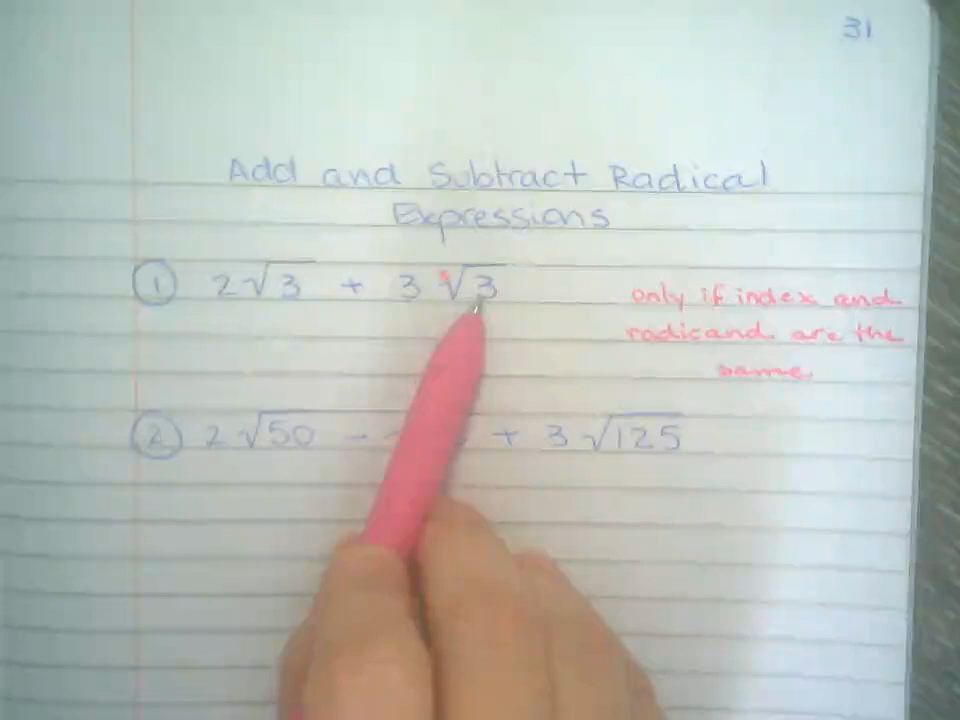 31
Add and Subtract Radical
Expressions
① 2√3 + 3 √3
only if index and
radicand are the
same
② 2√50 - + 3√125